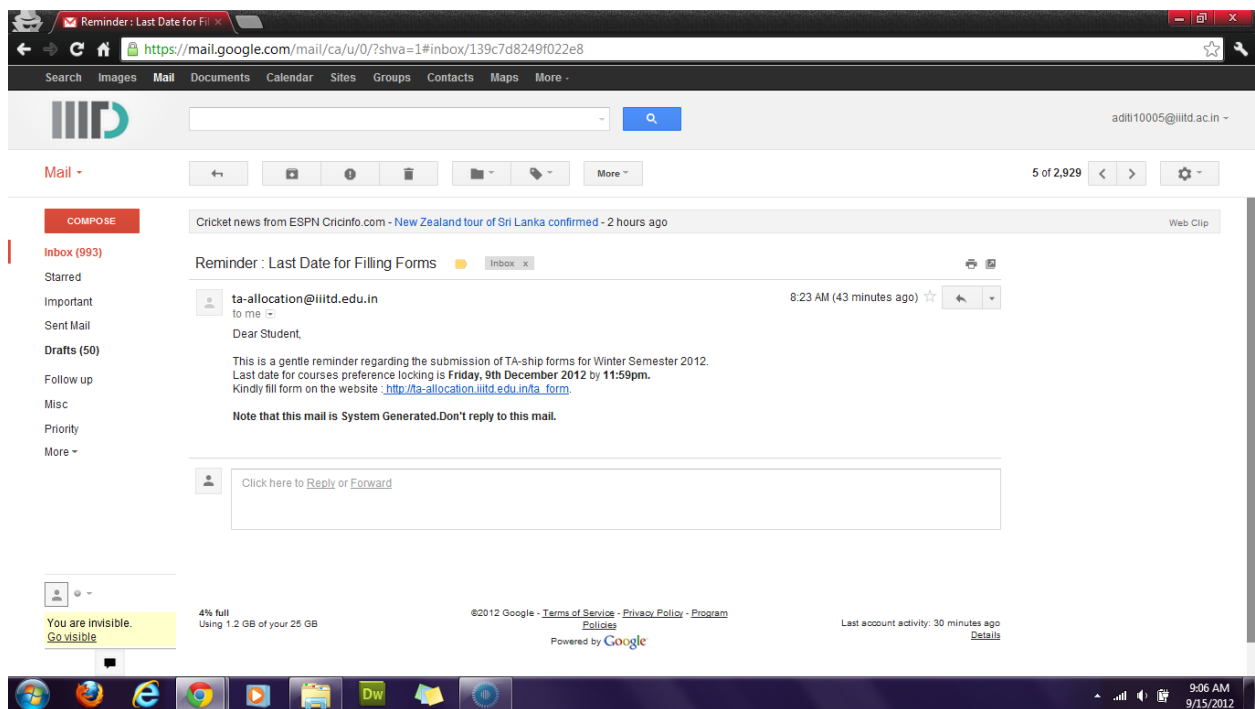 Reminder : Last Date for Fil ×
https://mail.google.com/mail/ca/u/0/?shva=1#inbox/139c7d8249f022e8
Search Images Mail Documents Calendar Sites Groups Contacts Maps More
IIITD
aditi10005@iiitd.ac.in
Mail
More
5 of 2,929
COMPOSE
Cricket news from ESPN Cricinfo.com - New Zealand tour of Sri Lanka confirmed - 2 hours ago
Web Clip
Inbox (993)
Starred
Important
Sent Mail
Drafts (50)
Follow up
Misc
Priority
More
Reminder : Last Date for Filling Forms
Inbox x
ta-allocation@iiitd.edu.in
8:23 AM (43 minutes ago)
to me
Dear Student,
This is a gentle reminder regarding the submission of TA-ship forms for Winter Semester 2012.
Last date for courses preference locking is Friday, 9th December 2012 by 11:59pm.
Kindly fill form on the website : http://ta-allocation.iiitd.edu.in/ta_form.
Note that this mail is System Generated.Don't reply to this mail.
Click here to Reply or Forward
You are invisible.
Go visible
4% full
Using 1.2 GB of your 25 GB
©2012 Google - Terms of Service - Privacy Policy - Program
Policies
Powered by Google
Last account activity: 30 minutes ago
Details
Dw
9:06 AM
9/15/2012